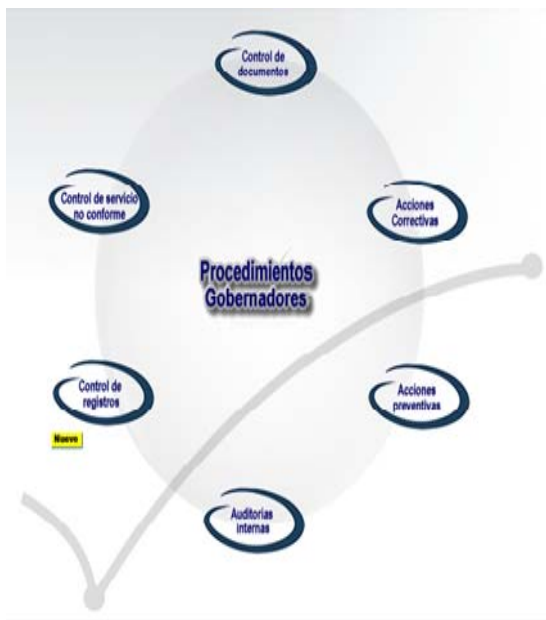 Control de
documentos
Control de servicio
no conforme
Acciones
Correctivas
Procedimientos
Gobernadores
Control de
registros
Nuevo
Acciones
preventivas
Auditorias
internas